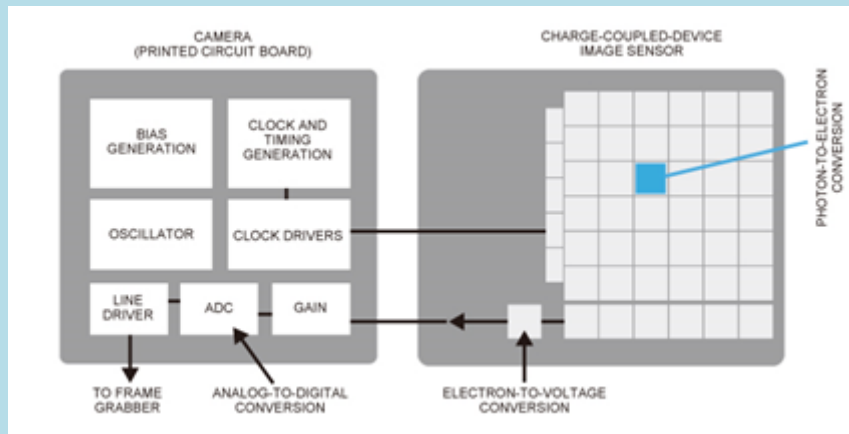 CAMERA
(PRINTED CIRCUIT BOARD)
CHARGE-COUPLED-DEVICE
IMAGE SENSOR
BIAS
GENERATION
CLOCK AND
TIMING
GENERATION
OSCILLATOR
CLOCK DRIVERS
LINE
DRIVER
ADC
GAIN
PHOTON-TO-ELECTRON
CONVERSION
TO FRAME
GRABBER
ANALOG-TO-DIGITAL
CONVERSION
ELECTRON-TO-VOLTAGE
CONVERSION